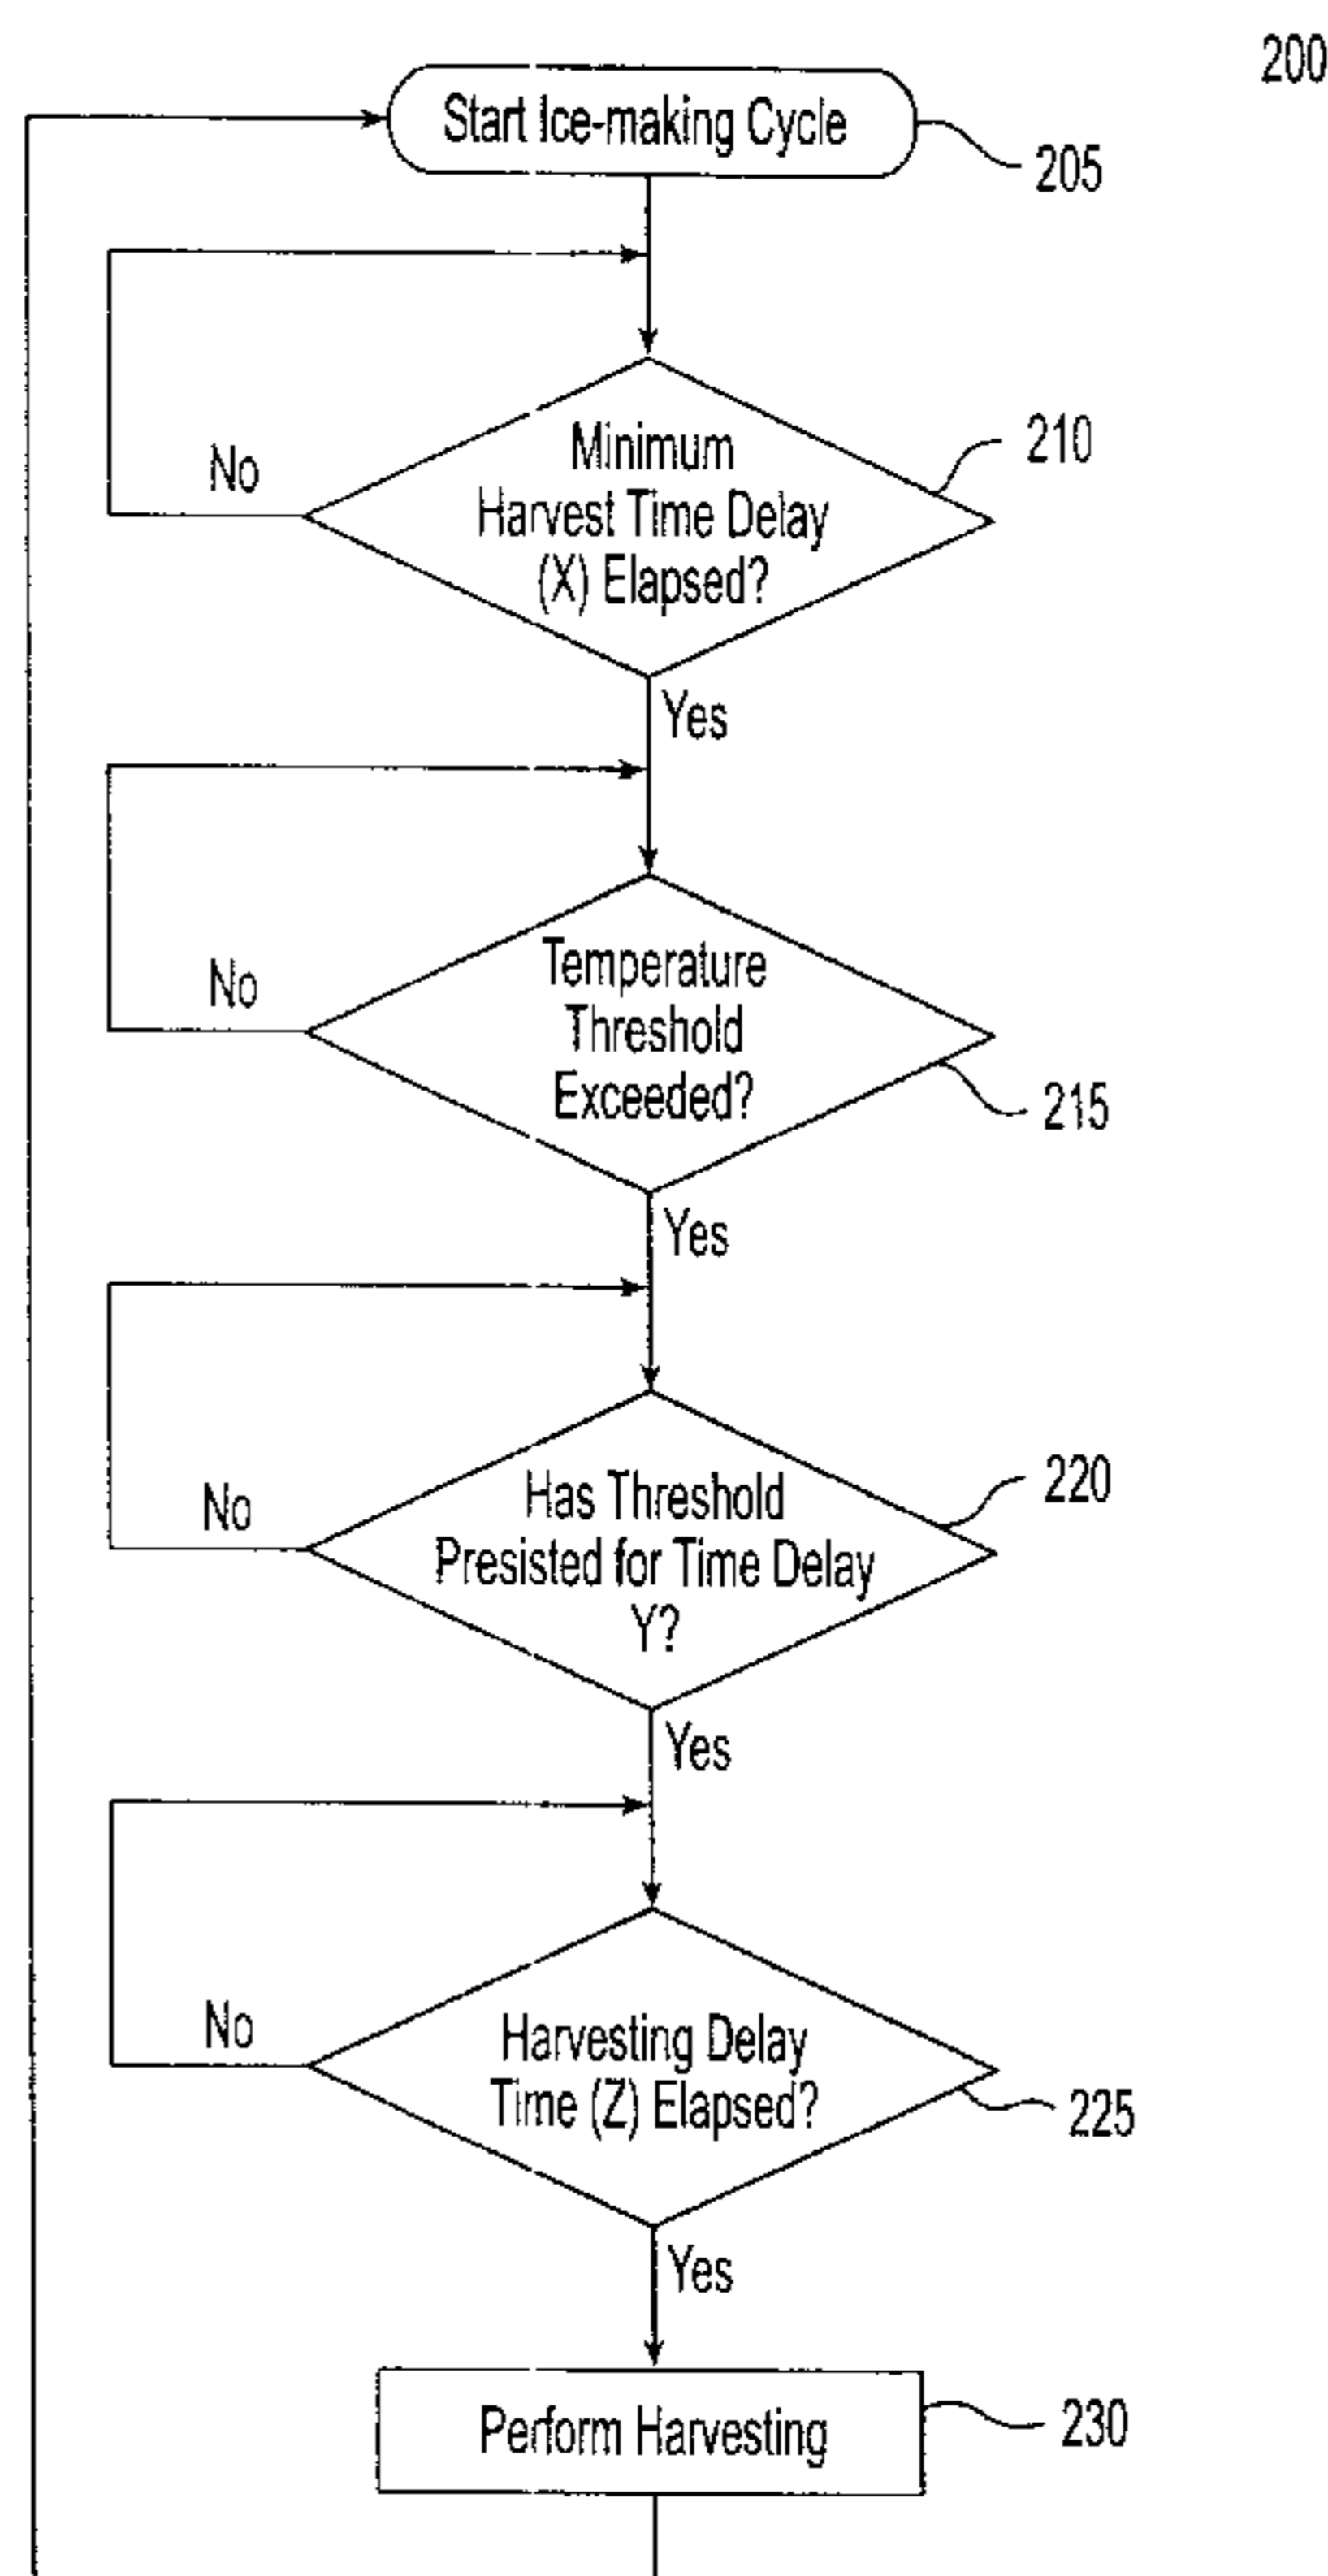 200
Start Ice-making Cycle
205
Minimum
Harvest Time Delay
(X) Elapsed?
210
No
Yes
Temperature
Threshold
Exceeded?
215
No
Yes
Has Threshold
Presisted for Time Delay
Y?
220
No
Yes
Harvesting Delay
Time (Z) Elapsed?
225
No
Yes
Perform Harvesting
230